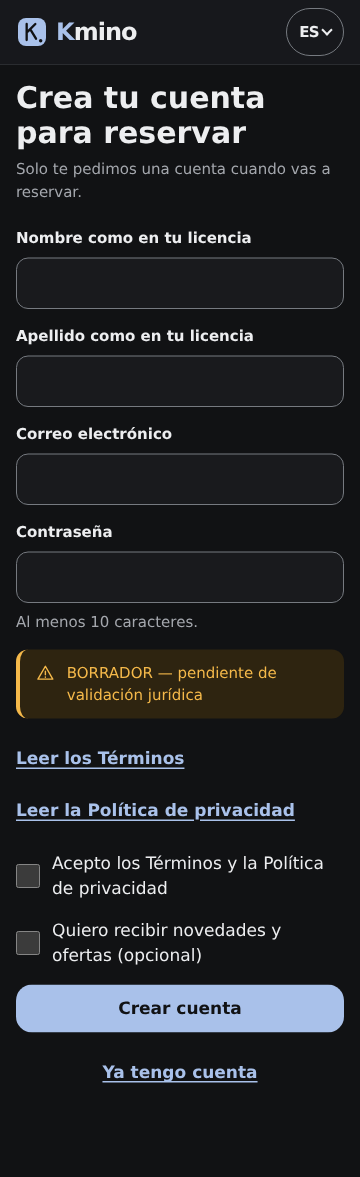 K. Kmino
ES
Crea tu cuenta
para reservar
Solo te pedimos una cuenta cuando vas a
reservar.
Nombre como en tu licencia
Apellido como en tu licencia
Correo electrónico
Contraseña
Al menos 10 caracteres.
BORRADOR — pendiente de
validación jurídica
Leer los Términos
Leer la Política de privacidad
Acepto los Términos y la Política
de privacidad
Quiero recibir novedades y
ofertas (opcional)
Crear cuenta
Ya tengo cuenta